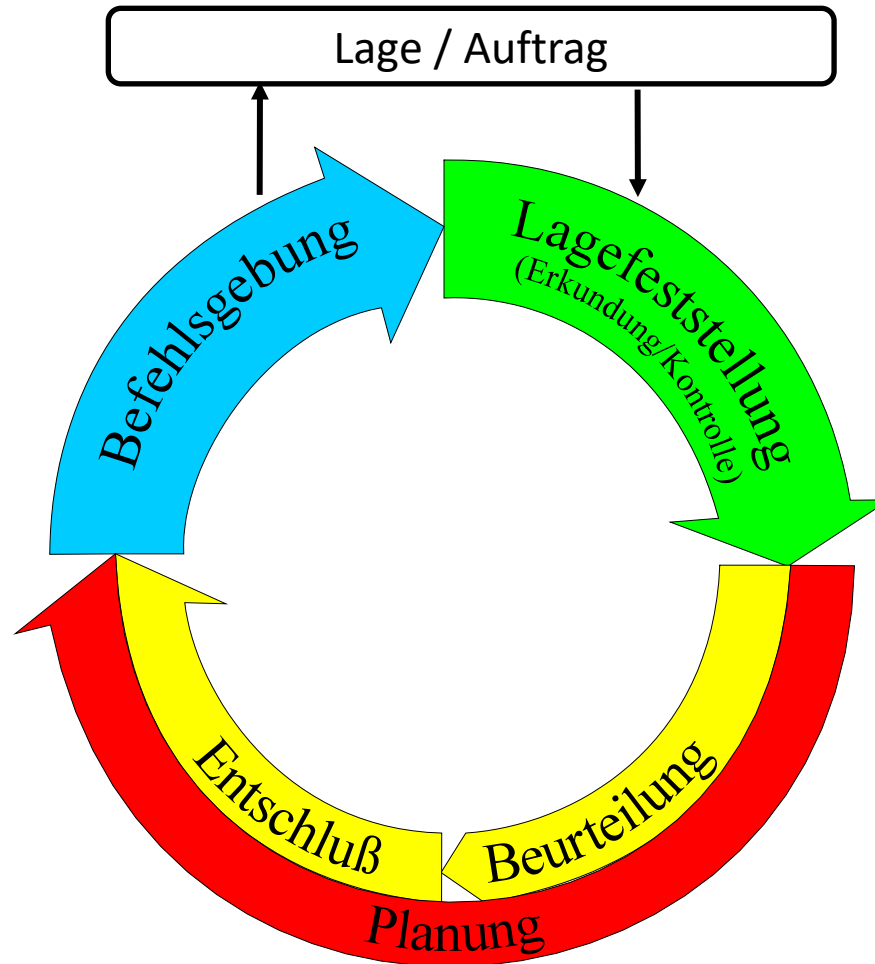 Lage / Auftrag
Lagefeststellung
(Erkundung/Kontrolle)
Beurteilung
Planung
Entschluß
Befehlsgebung